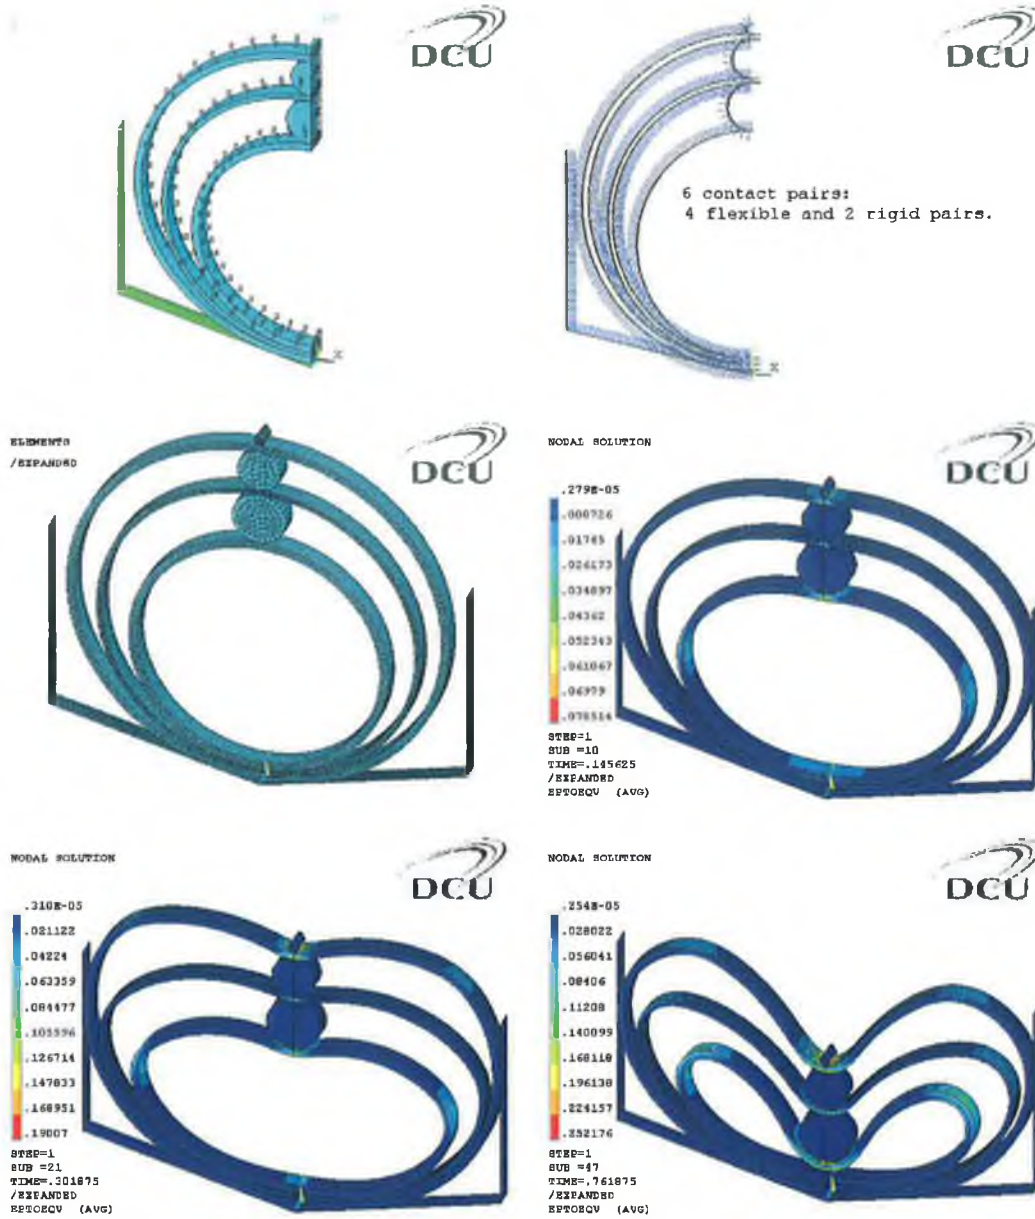 DCU
DCU
6 contact pairs:
4 flexible and 2 rigid pairs.
X
X
ELEMENTS
/EXPANDED
DCU
NODAL SOLUTION
DCU
.279E-05
.008726
.01745
.026173
.034897
.04362
.052343
.061067
.06979
.078514
STEP=1
SUB =10
TIME=.145625
/EXPANDED
EPTOEQV (AVG)
NODAL SOLUTION
DCU
.310E-05
.021122
.04224
.063359
.084477
.105596
.126714
.147833
.168951
.19007
STEP=1
SUB =21
TIME=.301875
/EXPANDED
EPTOEQV (AVG)
NODAL SOLUTION
DCU
.254E-05
.028022
.056041
.08406
.11208
.140099
.168118
.196138
.224157
.252176
STEP=1
SUB =47
TIME=.761875
/EXPANDED
EPTOEQV (AVG)